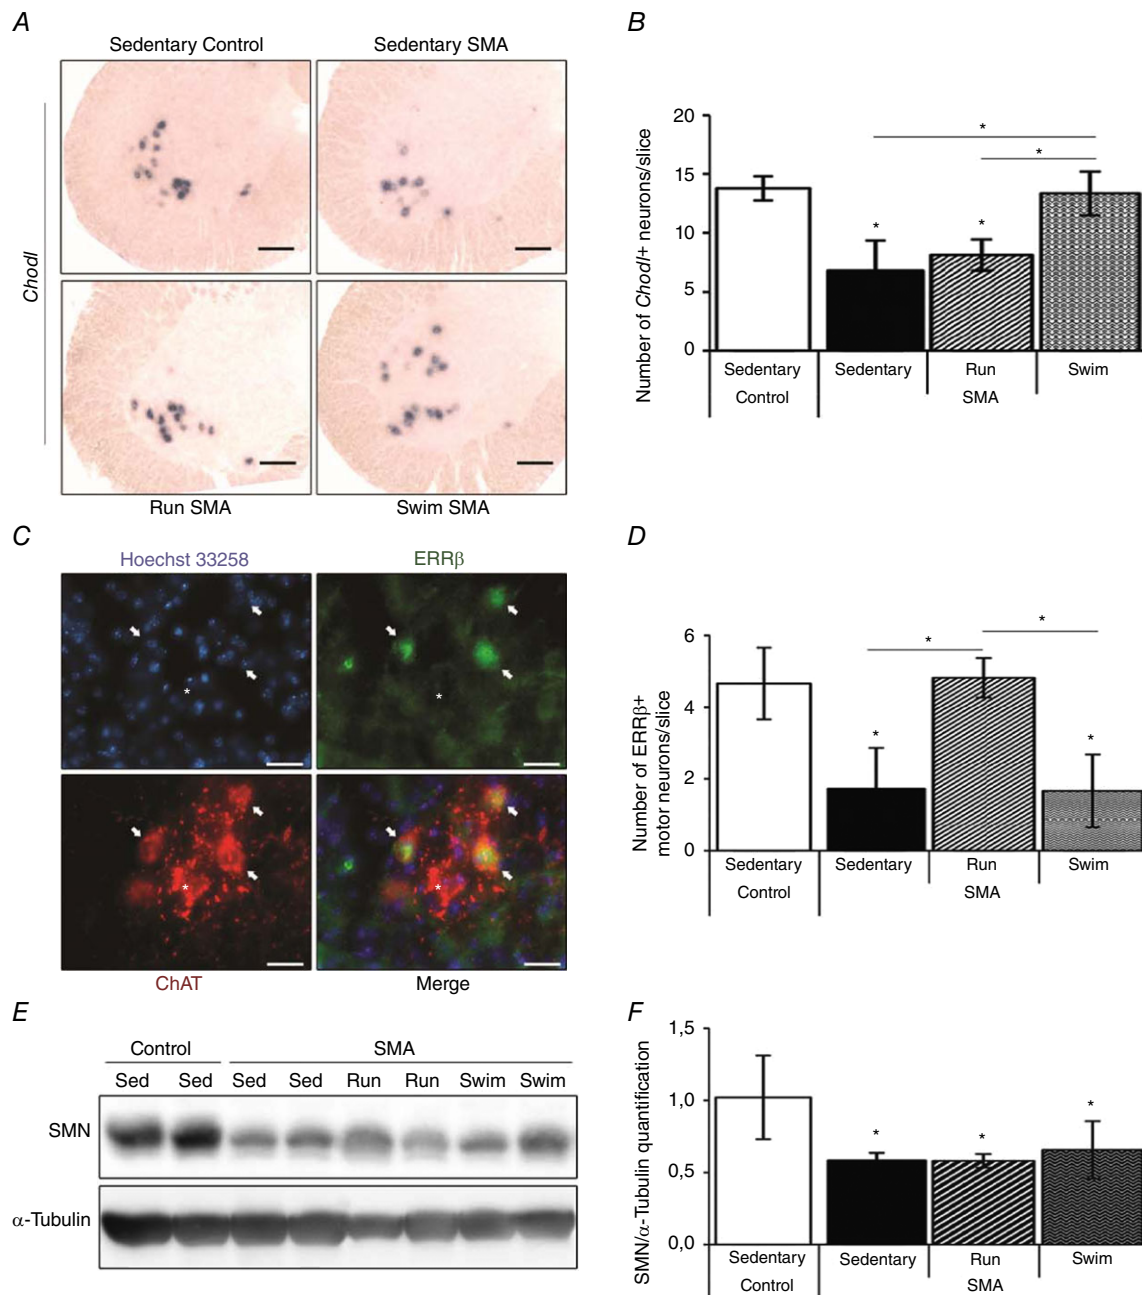 A
Sedentary Control
Sedentary SMA
Chodl
Run SMA
Swim SMA
B
Number of Chodl+ neurons/slice
20
15
10
5
0
*
*
*
*
Sedentary
Sedentary
Run
Swim
Control
SMA
C
Hoechst 33258
ERRβ
*
*
*
*
ChAT
Merge
D
Number of ERRβ+
motor neurons/slice
6
4
2
0
*
*
*
*
Sedentary
Sedentary
Run
Swim
Control
SMA
E
Control
SMA
Sed Sed Sed Sed Run Run Swim Swim
SMN
α-Tubulin
F
SMN/α-Tubulin quantification
1,5
1,0
0,5
0,0
*
*
*
Sedentary
Sedentary
Run
Swim
Control
SMA